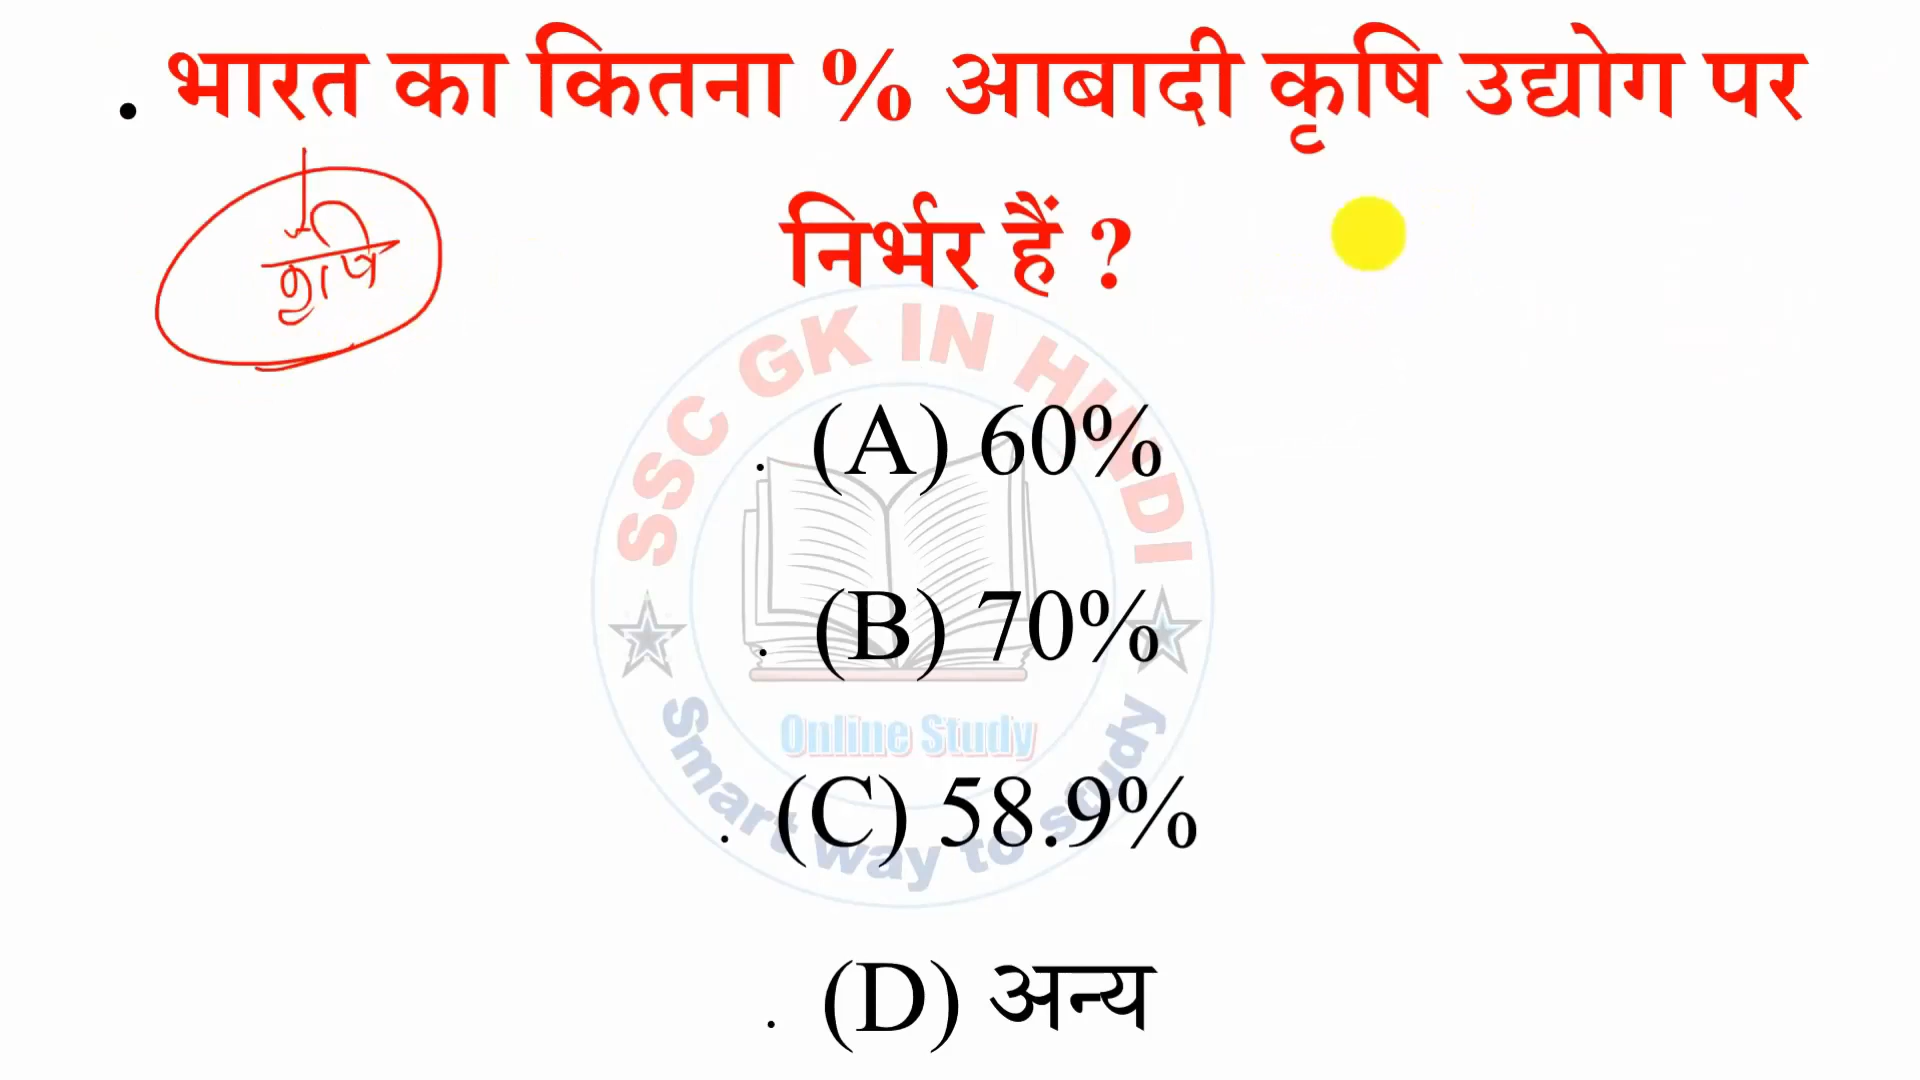 . भारत का कितना % आबादी कृषि उद्योग पर
निर्भर हैं ?
कृषि
SSC GK IN HINDI
. (A) 60%
. (B) 70%
Online Study
. (C) 58.9%
Smart way to study
. (D) अन्य